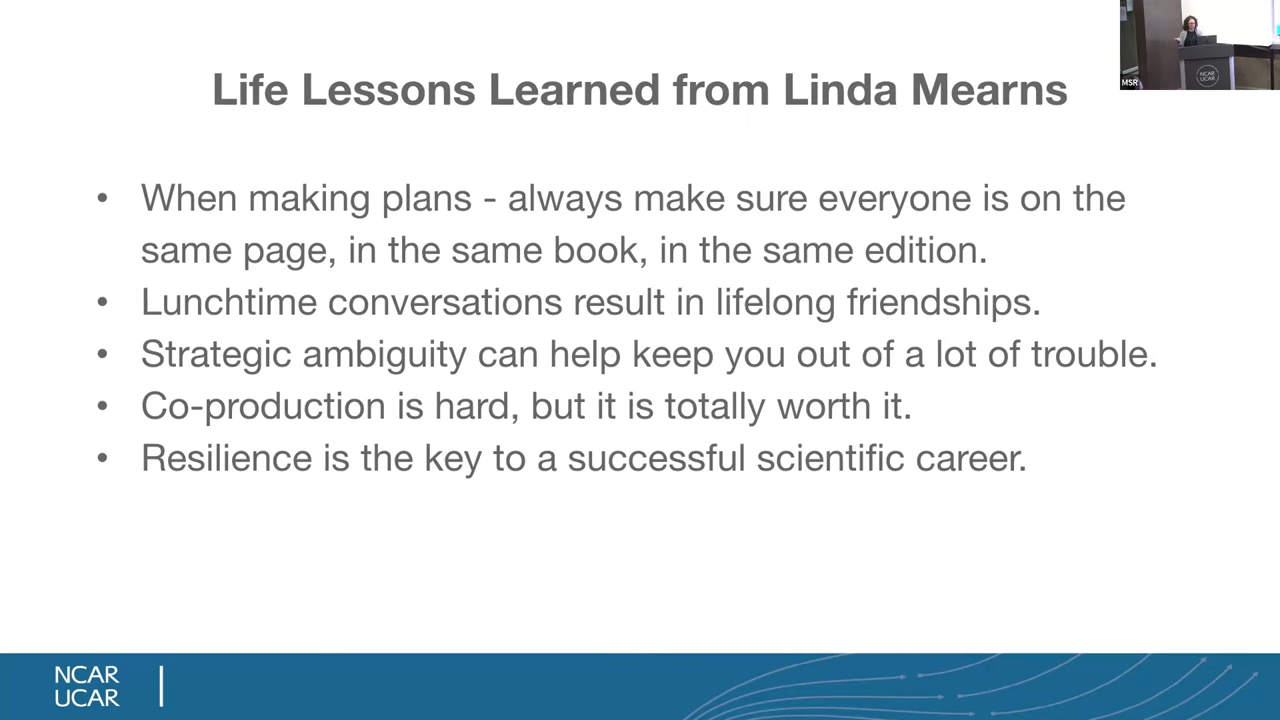 Life Lessons Learned from Linda Mearns
MSR
NCAR
UCAR
• When making plans - always make sure everyone is on the
same page, in the same book, in the same edition.
• Lunchtime conversations result in lifelong friendships.
• Strategic ambiguity can help keep you out of a lot of trouble.
• Co-production is hard, but it is totally worth it.
• Resilience is the key to a successful scientific career.
NCAR
UCAR